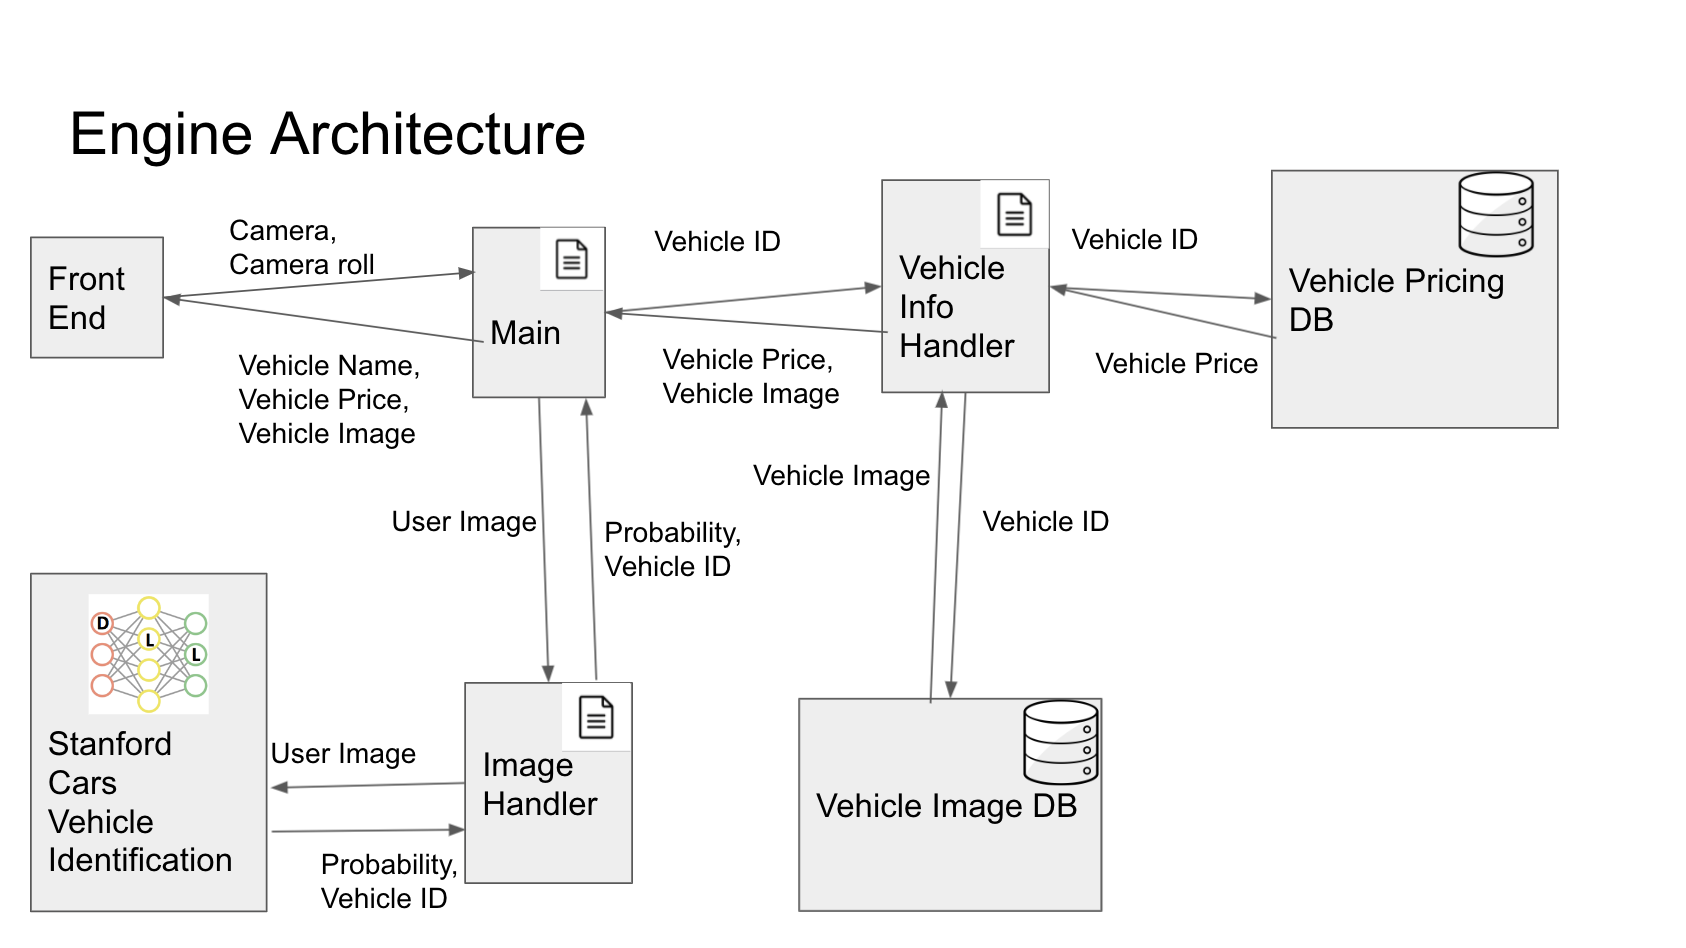 Engine Architecture
Front
End
Camera,
Camera roll
Vehicle Name,
Vehicle Price,
Vehicle Image
Main
Vehicle ID
Vehicle Price,
Vehicle Image
Vehicle
Info
Handler
Vehicle ID
Vehicle Price
Vehicle Pricing
DB
User Image
Probability,
Vehicle ID
Vehicle Image
Vehicle ID
D
L
L
Stanford
Cars
Vehicle
Identification
User Image
Probability,
Vehicle ID
Image
Handler
Vehicle Image DB